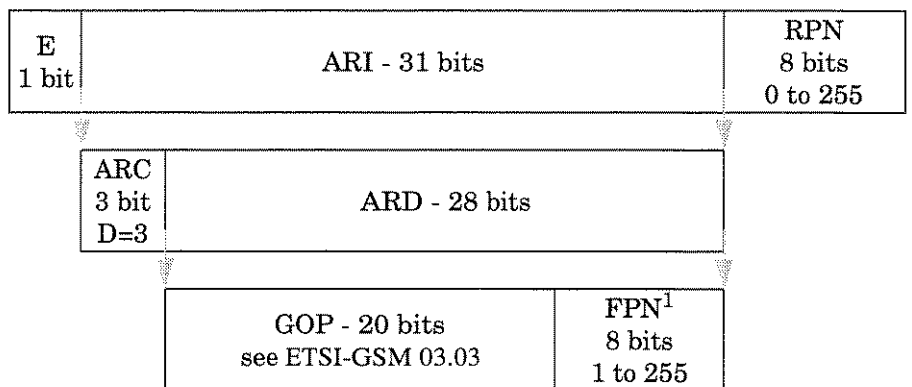 E
1 bit
ARI - 31 bits
RPN
8 bits
0 to 255
ARC
3 bit
D=3
ARD - 28 bits
GOP - 20 bits
see ETSI-GSM 03.03
FPN1
8 bits
1 to 255